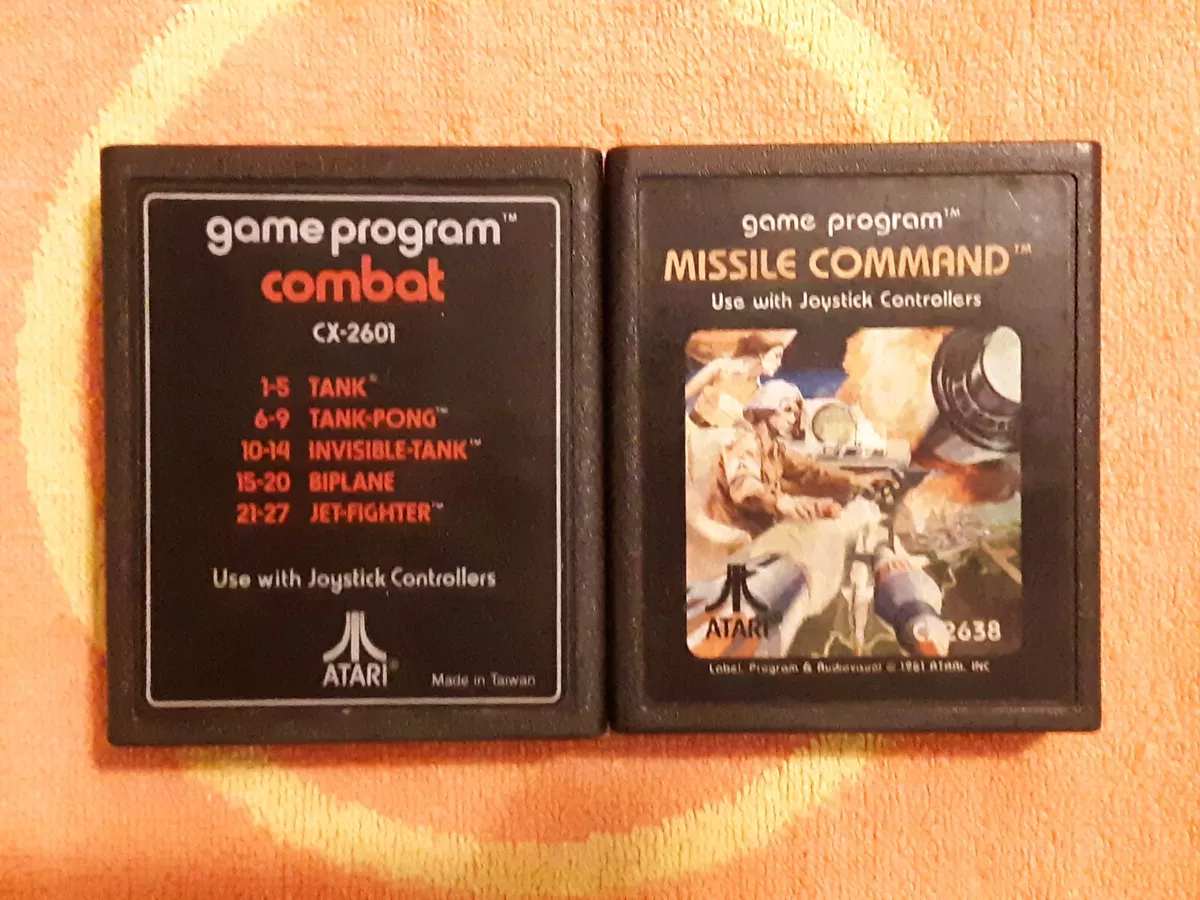 game program™
combat
CX-2601
1-5 TANK®
6-9 TANK-PONG™
10-14 INVISIBLE-TANK™
15-20 BIPLANE
21-27 JET-FIGHTER™
Use with Joystick Controllers
ATARI®
Made in Taiwan
game program™
MISSILE COMMAND™
Use with Joystick Controllers
ATARI®
CX2638
Label, Program & Audiovisual © 1981 ATARI, INC